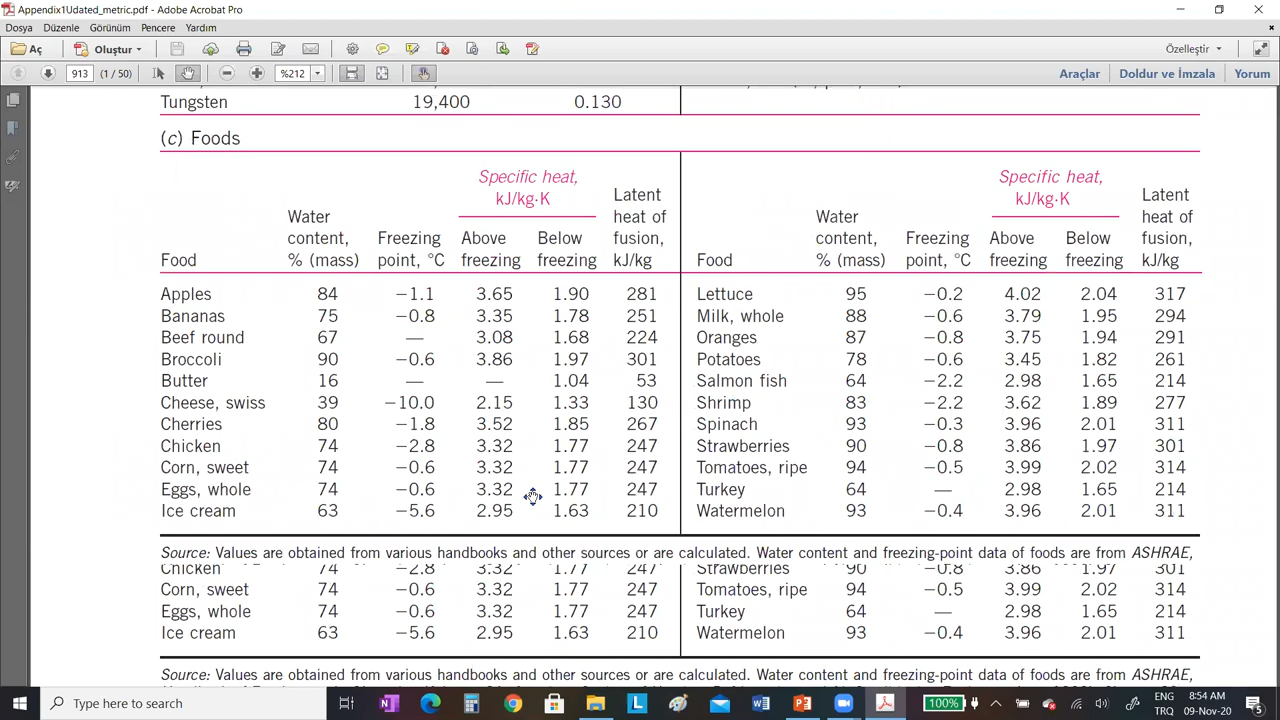 Appendix1Udated_metric.pdf - Adobe Acrobat Pro
Dosya Düzenle Görünüm Pencere Yardım
Aç Oluştur Özelleştir
913 (1 / 50) %212 Araçlar Doldur ve İmzala Yorum
Tungsten 19,400 0.130
(c) Foods
Specific heat, Specific heat,
kJ/kg·K Latent kJ/kg·K Latent
Water heat of Water heat of
content, Freezing Above Below fusion, content, Freezing Above Below fusion,
Food % (mass) point, °C freezing freezing kJ/kg Food % (mass) point, °C freezing freezing kJ/kg
Apples 84 −1.1 3.65 1.90 281 Lettuce 95 −0.2 4.02 2.04 317
Bananas 75 −0.8 3.35 1.78 251 Milk, whole 88 −0.6 3.79 1.95 294
Beef round 67 — 3.08 1.68 224 Oranges 87 −0.8 3.75 1.94 291
Broccoli 90 −0.6 3.86 1.97 301 Potatoes 78 −0.6 3.45 1.82 261
Butter 16 — — 1.04 53 Salmon fish 64 −2.2 2.98 1.65 214
Cheese, swiss 39 −10.0 2.15 1.33 130 Shrimp 83 −2.2 3.62 1.89 277
Cherries 80 −1.8 3.52 1.85 267 Spinach 93 −0.3 3.96 2.01 311
Chicken 74 −2.8 3.32 1.77 247 Strawberries 90 −0.8 3.86 1.97 301
Corn, sweet 74 −0.6 3.32 1.77 247 Tomatoes, ripe 94 −0.5 3.99 2.02 314
Eggs, whole 74 −0.6 3.32 1.77 247 Turkey 64 — 2.98 1.65 214
Ice cream 63 −5.6 2.95 1.63 210 Watermelon 93 −0.4 3.96 2.01 311
Source: Values are obtained from various handbooks and other sources or are calculated. Water content and freezing-point data of foods are from ASHRAE,
Chicken 74 −2.8 3.32 1.77 247 Strawberries 90 −0.8 3.86 1.97 301
Corn, sweet 74 −0.6 3.32 1.77 247 Tomatoes, ripe 94 −0.5 3.99 2.02 314
Eggs, whole 74 −0.6 3.32 1.77 247 Turkey 64 — 2.98 1.65 214
Ice cream 63 −5.6 2.95 1.63 210 Watermelon 93 −0.4 3.96 2.01 311
Source: Values are obtained from various handbooks and other sources or are calculated. Water content and freezing-point data of foods are from ASHRAE,
Type here to search 100% ENG 8:54 AM
TRQ 09-Nov-20 5